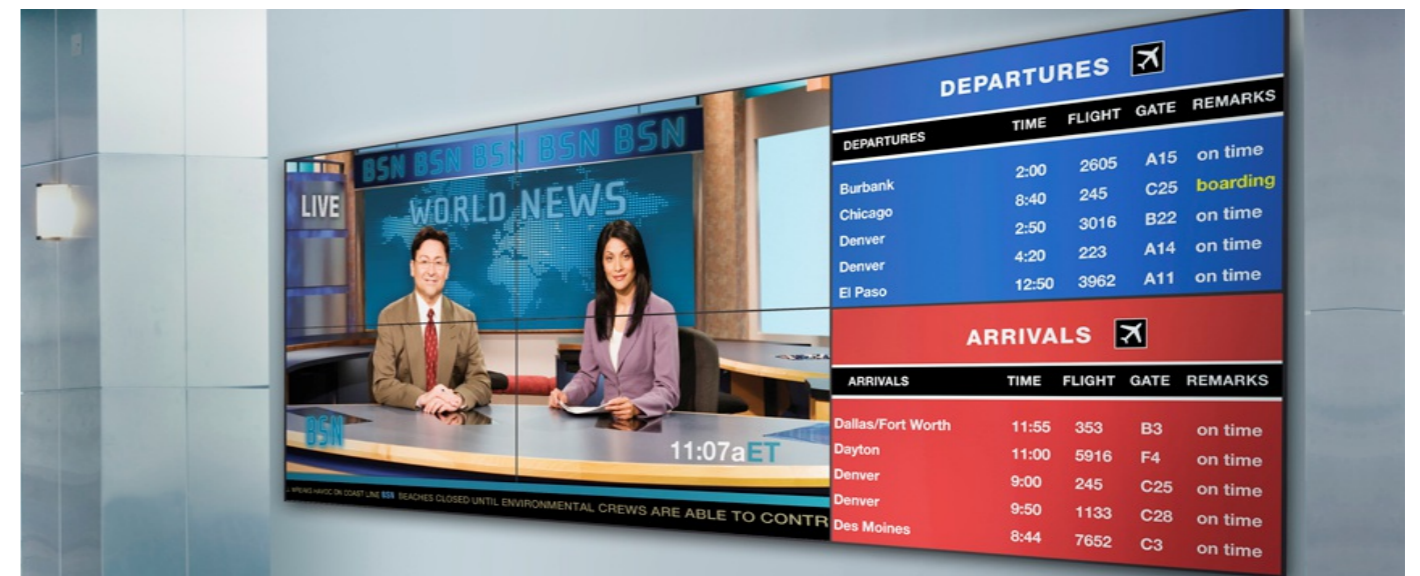 BSN BSN BSN BSN BSN
LIVE
WORLD NEWS
BSN
11:07aET
HAVOC ON COAST LINE BSN BEACHES CLOSED UNTIL ENVIRONMENTAL CREWS ARE ABLE TO CONTR
DEPARTURES
DEPARTURES TIME FLIGHT GATE REMARKS
Burbank 2:00 2605 A15 on time
Chicago 8:40 245 C25 boarding
Denver 2:50 3016 B22 on time
Denver 4:20 223 A14 on time
El Paso 12:50 3962 A11 on time
ARRIVALS
ARRIVALS TIME FLIGHT GATE REMARKS
Dallas/Fort Worth 11:55 353 B3 on time
Dayton 11:00 5916 F4 on time
Denver 9:00 245 C25 on time
Denver 9:50 1133 C28 on time
Des Moines 8:44 7652 C3 on time